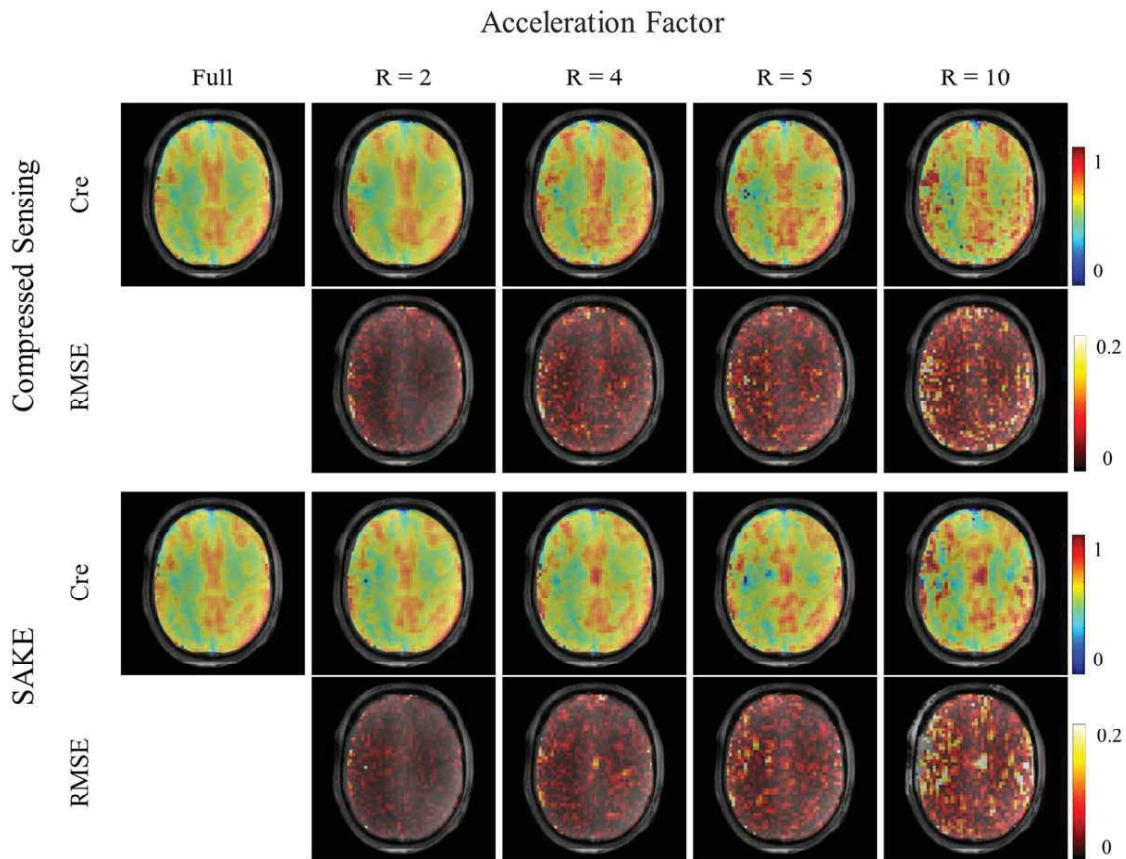 Acceleration Factor
Full R = 2 R = 4 R = 5 R = 10
Compressed Sensing
Cre
1
0
RMSE
0.2
0
SAKE
Cre
1
0
RMSE
0.2
0